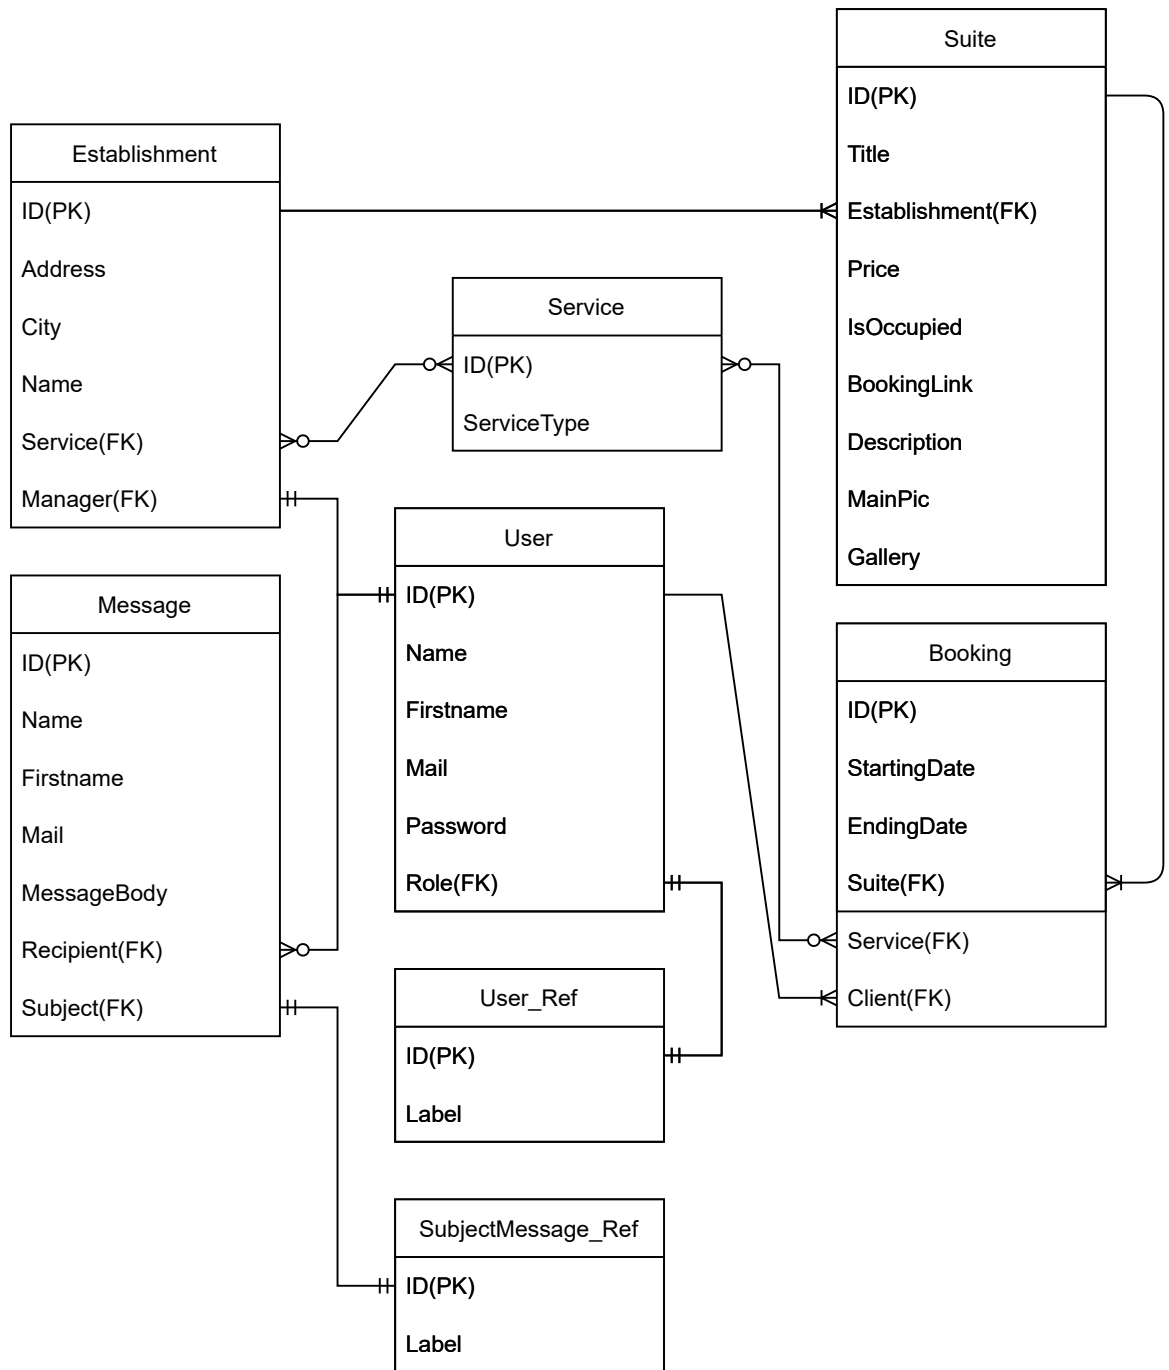 Suite
ID(PK)
Title
Establishment(FK)
Price
IsOccupied
BookingLink
Description
MainPic
Gallery
Establishment
ID(PK)
Address
City
Name
Service(FK)
Manager(FK)
Service
ID(PK)
ServiceType
User
ID(PK)
Name
Firstname
Mail
Password
Role(FK)
Message
ID(PK)
Name
Firstname
Mail
MessageBody
Recipient(FK)
Subject(FK)
Booking
ID(PK)
StartingDate
EndingDate
Suite(FK)
Service(FK)
Client(FK)
User_Ref
ID(PK)
Label
SubjectMessage_Ref
ID(PK)
Label